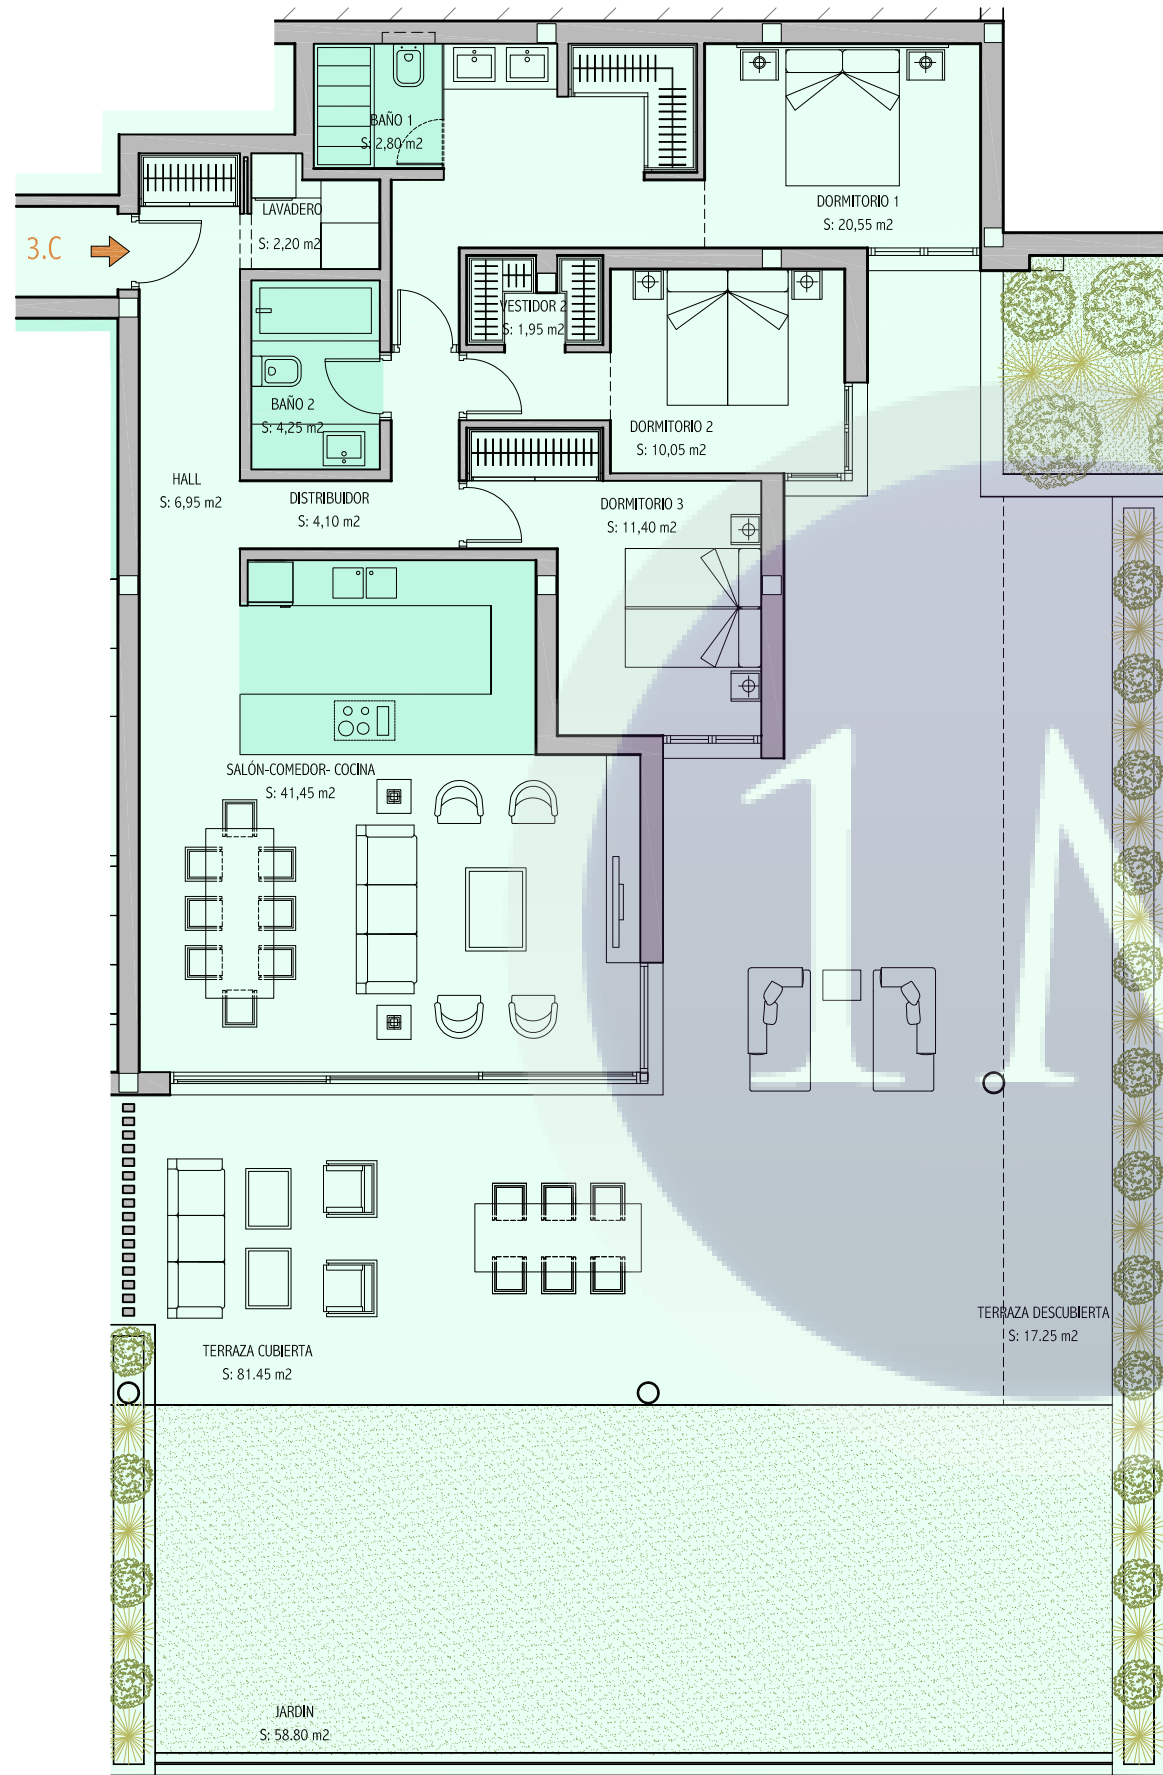 BAÑO 1
S: 2,80 m2
DORMITORIO 1
S: 20,55 m2
LAVADERO
S: 2,20 m2
3.C
VESTIDOR 2
S: 1,95 m2
BAÑO 2
S: 4,25 m2
DORMITORIO 2
S: 10,05 m2
HALL
S: 6,95 m2
DISTRIBUIDOR
S: 4,10 m2
DORMITORIO 3
S: 11,40 m2
SALÓN-COMEDOR- COCINA
S: 41,45 m2
1M
TERRAZA DESCUBIERTA
S: 17.25 m2
TERRAZA CUBIERTA
S: 81.45 m2
JARDIN
S: 58.80 m2